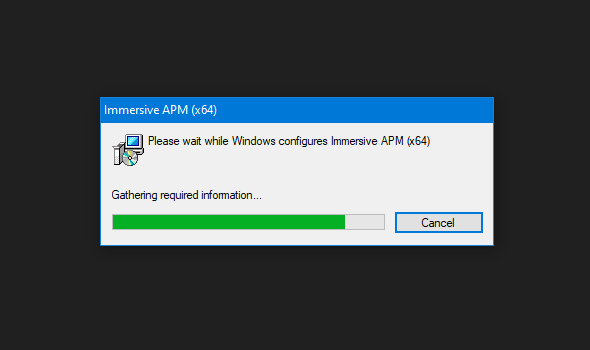 Immersive APM (x64)
Please wait while Windows configures Immersive APM (x64)
Gathering required information...
Cancel